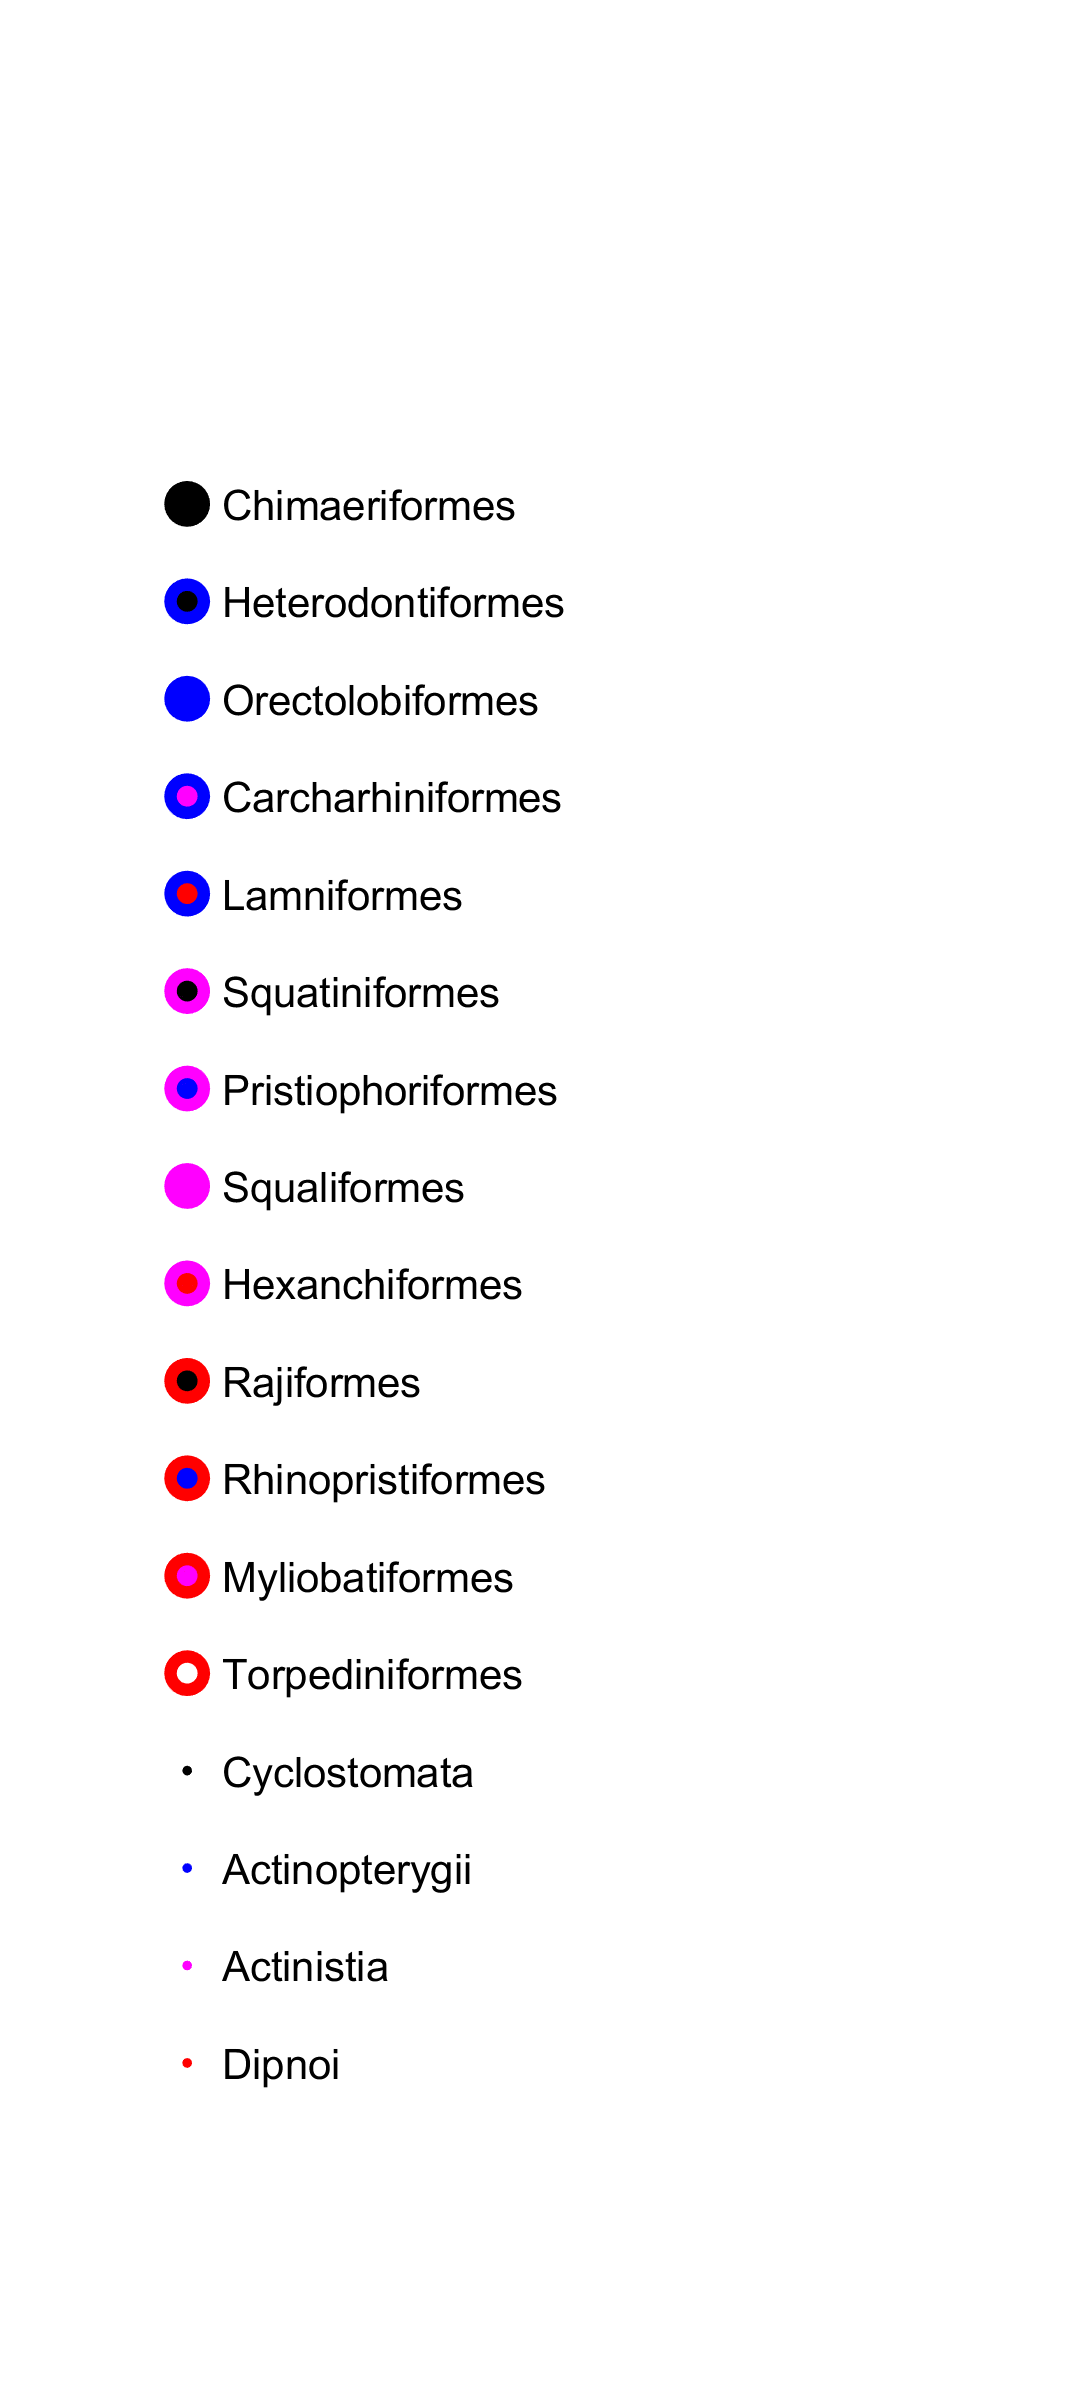 Chimaeriformes
Heterodontiformes
Orectolobiformes
Carcharhiniformes
Lamniformes
Squatiniformes
Pristiophoriformes
Squaliformes
Hexanchiformes
Rajiformes
Rhinopristiformes
Myliobatiformes
Torpediniformes
Cyclostomata
Actinopterygii
Actinistia
Dipnoi